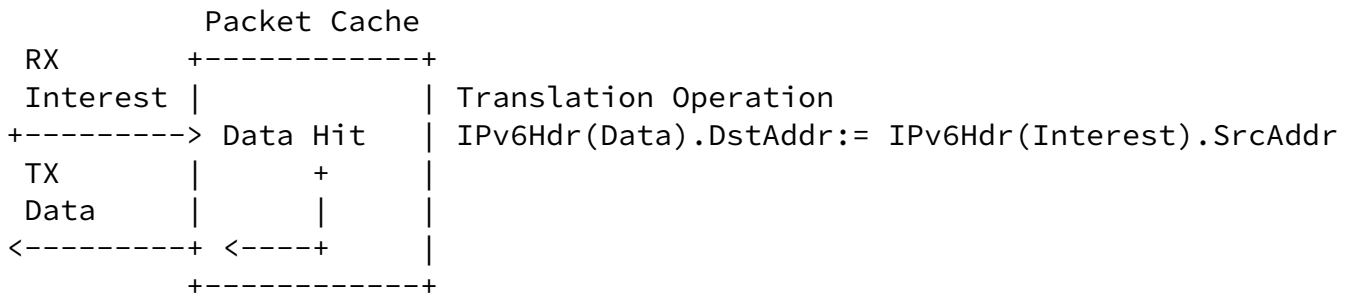 Packet Cache
RX +------------+
Interest | | Translation Operation
+---------> Data Hit | IPv6Hdr(Data).DstAddr:= IPv6Hdr(Interest).SrcAddr
TX | + |
Data | | |
<---------+ <----+ |
+------------+